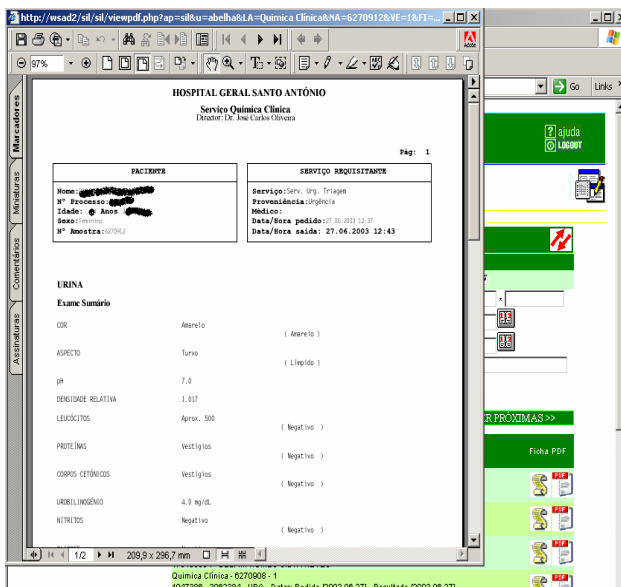 http://wsad2/sil/sil/viewpdf.php?ap=sil&u=abelha&LA=Quimica Clínica&NA=6270912&VE=1&FI=...
Adobe
97%
Go Links
Marcadores
Miniaturas
Comentários
Assinaturas
HOSPITAL GERAL SANTO ANTÓNIO
Serviço Química Clínica
Director: Dr. José Carlos Oliveira
Pág: 1
PACIENTE
Nome:
Nº Processo:
Idade: Anos
Sexo:Feminino
Nº Amostra:6270912
SERVIÇO REQUISITANTE
Serviço:Serv. Urg. Triagem
Proveniência:Urgência
Médico:
Data/Hora pedido:27.06.2003 12:37
Data/Hora saída: 27.06.2003 12:43
URINA
Exame Sumário
COR Amarelo
( Amarelo )
ASPECTO Turvo
( Límpido )
pH 7.0
DENSIDADE RELATIVA 1.017
LEUCÓCITOS Aprox. 500
( Negativo )
PROTEÍNAS Vestígios
( Negativo )
CORPOS CETÓNICOS Vestígios
( Negativo )
UROBILINOGÉNIO 4.0 mg/dL
NITRITOS Negativo
( Negativo )
1/2 209,9 x 296,7 mm
? ajuda
LOGOUT
R PRÓXIMAS >>
Ficha PDF
Quimica Clínica - 6270908 - 1